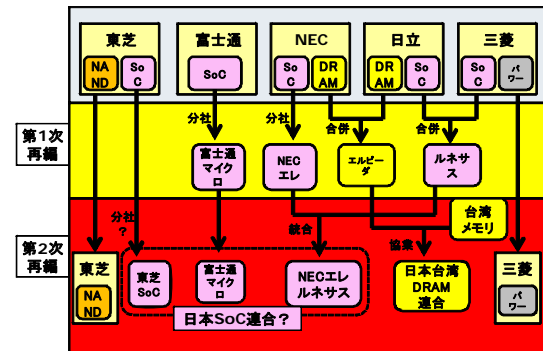 東芝
富士通
NEC
日立
三菱
NA
ND
So
C
SoC
So
C
DR
AM
DR
AM
So
C
So
C
パ
ワー
第1次
再編
分社
分社
合併
合併
富士通
マイク
ロ
NEC
エレ
エルピー
ダ
ルネサ
ス
第2次
再編
分社
?
統合
協業
台湾
メモリ
東芝
NA
ND
東芝
SoC
富士通
マイク
ロ
NECエレ
ルネサス
日本台湾
DRAM
連合
三菱
パ
ワー
日本SoC連合?